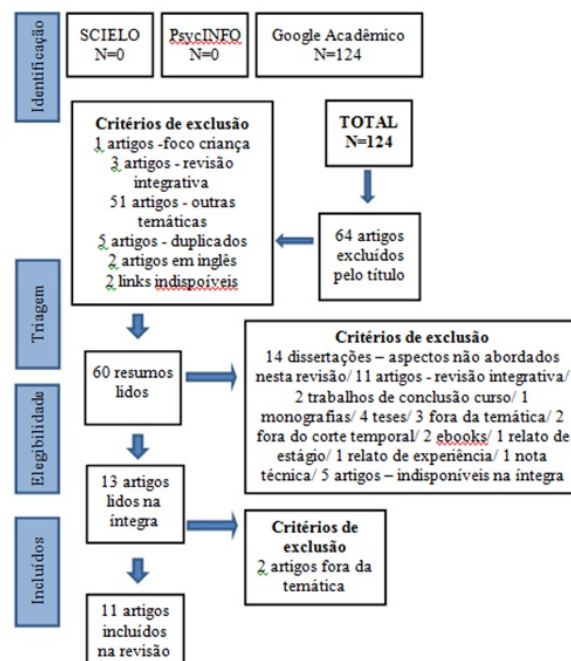 Identificação
SCIELO
N=0
PsycINFO
N=0
Google Acadêmico
N=124
Critérios de exclusão
1 artigos -foco criança
3 artigos - revisão
integrativa
51 artigos - outras
temáticas
5 artigos - duplicados
2 artigos em inglês
2 links indispoíveis
TOTAL
N=124
64 artigos
excluídos
pelo título
Triagem
60 resumos
lidos
Critérios de exclusão
14 dissertações – aspectos não abordados
nesta revisão/ 11 artigos - revisão integrativa/
2 trabalhos de conclusão curso/ 1
monografias/ 4 teses/ 3 fora da temática/ 2
fora do corte temporal/ 2 ebooks/ 1 relato de
estágio/ 1 relato de experiência/ 1 nota
técnica/ 5 artigos – indisponíveis na íntegra
Elegibilidade
13 artigos
lidos na
íntegra
Critérios de
exclusão
2 artigos fora da
temática
Incluídos
11 artigos
incluídos
na revisão